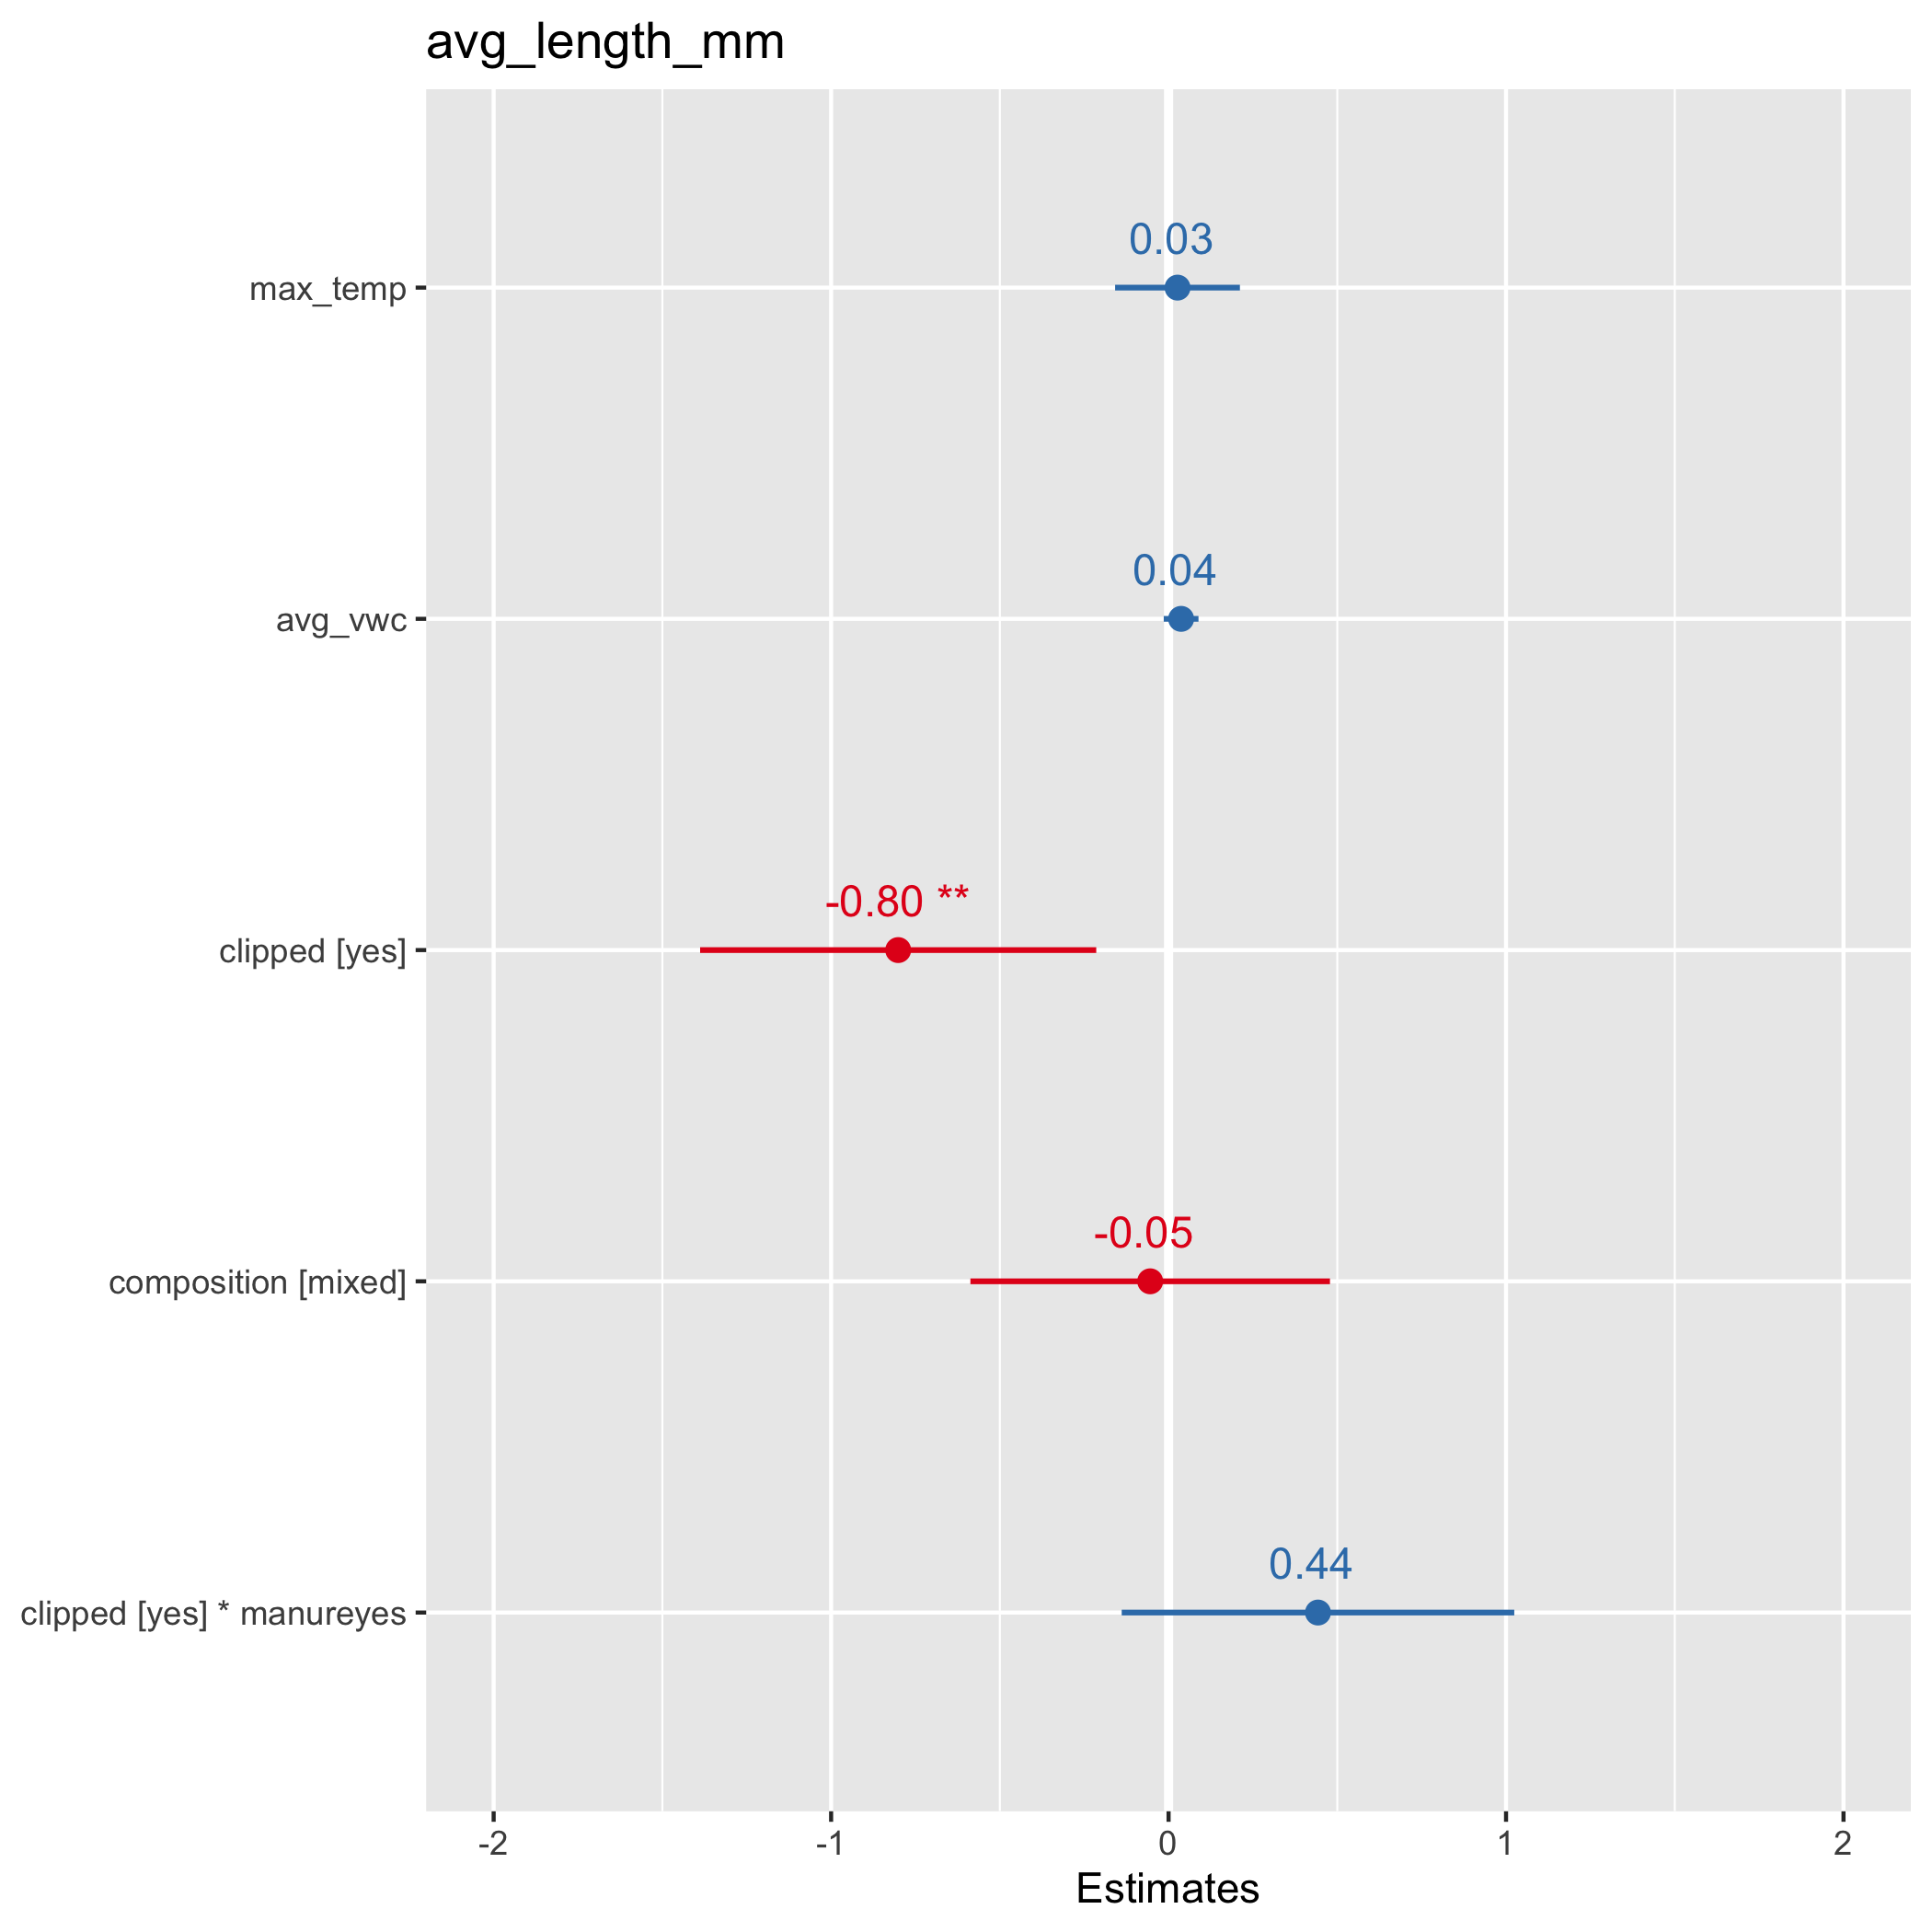 avg_length_mm
0.03
max_temp
0.04
avg_vwc
-0.80 **
clipped [yes]
-0.05
composition [mixed]
0.44
clipped [yes] * manureyes
-2 -1 0 1 2
Estimates